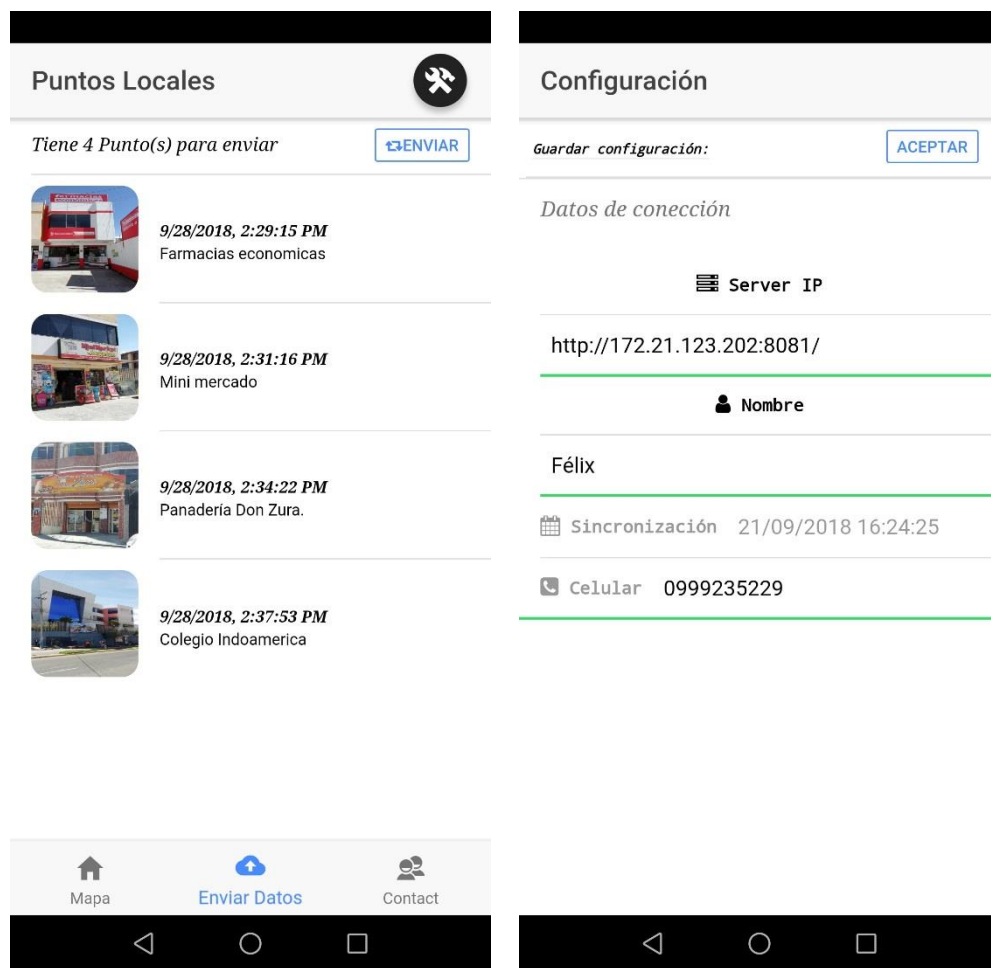 Puntos Locales
Tiene 4 Punto(s) para enviar
ENVIAR
9/28/2018, 2:29:15 PM
Farmacias economicas
9/28/2018, 2:31:16 PM
Mini mercado
9/28/2018, 2:34:22 PM
Panadería Don Zura.
9/28/2018, 2:37:53 PM
Colegio Indoamerica
Mapa
Enviar Datos
Contact
Configuración
Guardar configuración:
ACEPTAR
Datos de conección
Server IP
http://172.21.123.202:8081/
Nombre
Félix
Sincronización 21/09/2018 16:24:25
Celular 0999235229